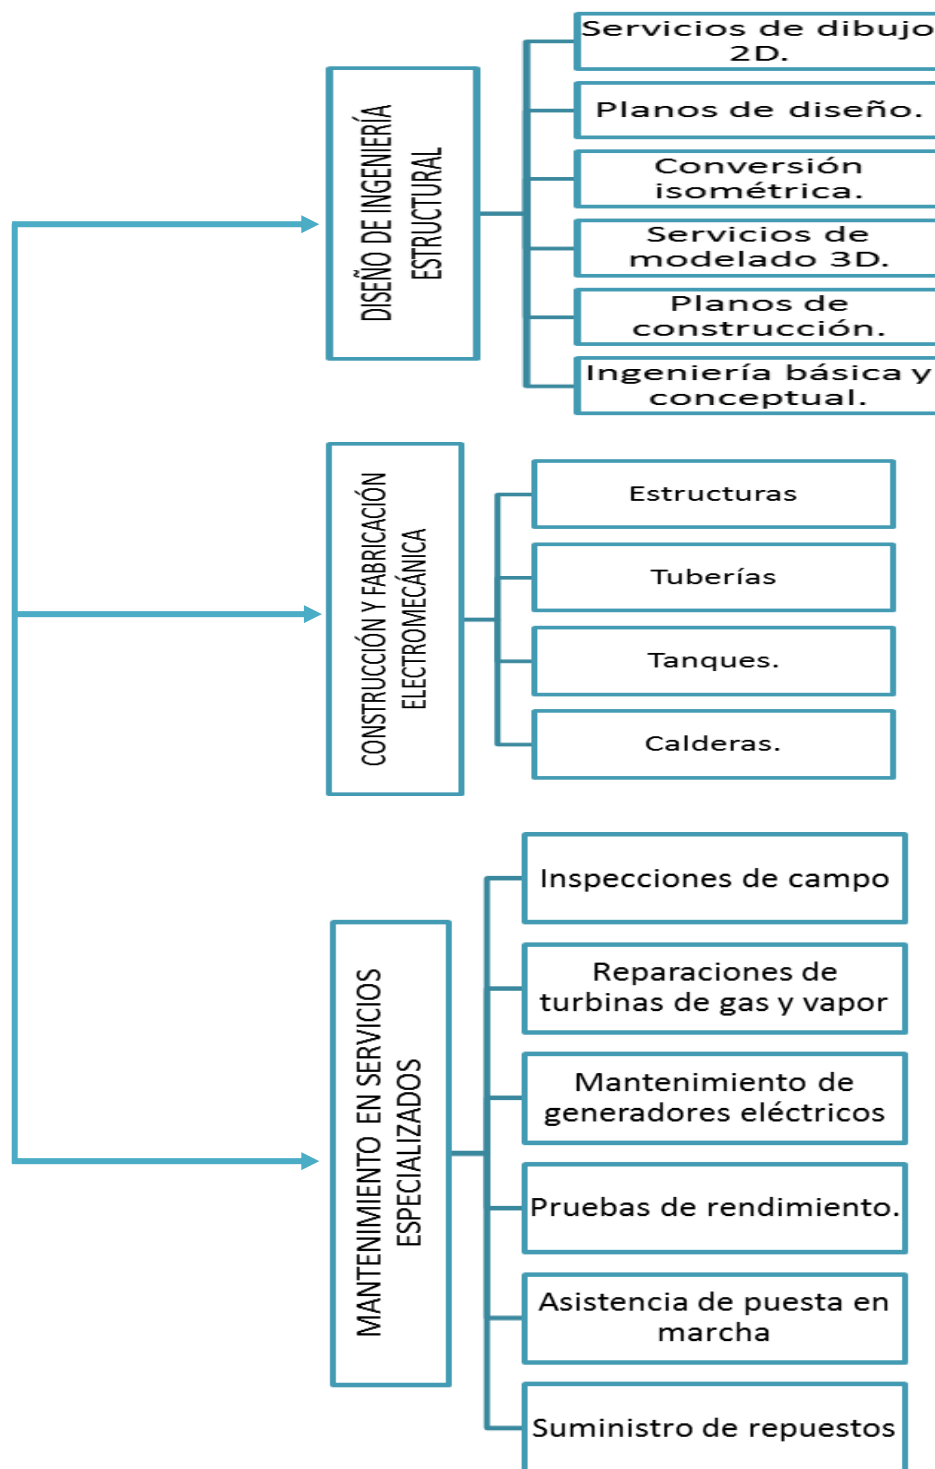 DISEÑO DE INGENIERÍA
ESTRUCTURAL
Servicios de dibujo
2D.
Planos de diseño.
Conversión
isométrica.
Servicios de
modelado 3D.
Planos de
construcción.
Ingeniería básica y
conceptual.
CONSTRUCCIÓN Y FABRICACIÓN
ELECTROMECÁNICA
Estructuras
Tuberías
Tanques.
Calderas.
MANTENIMIENTO EN SERVICIOS
ESPECIALIZADOS
Inspecciones de campo
Reparaciones de
turbinas de gas y vapor
Mantenimiento de
generadores eléctricos
Pruebas de rendimiento.
Asistencia de puesta en
marcha
Suministro de repuestos